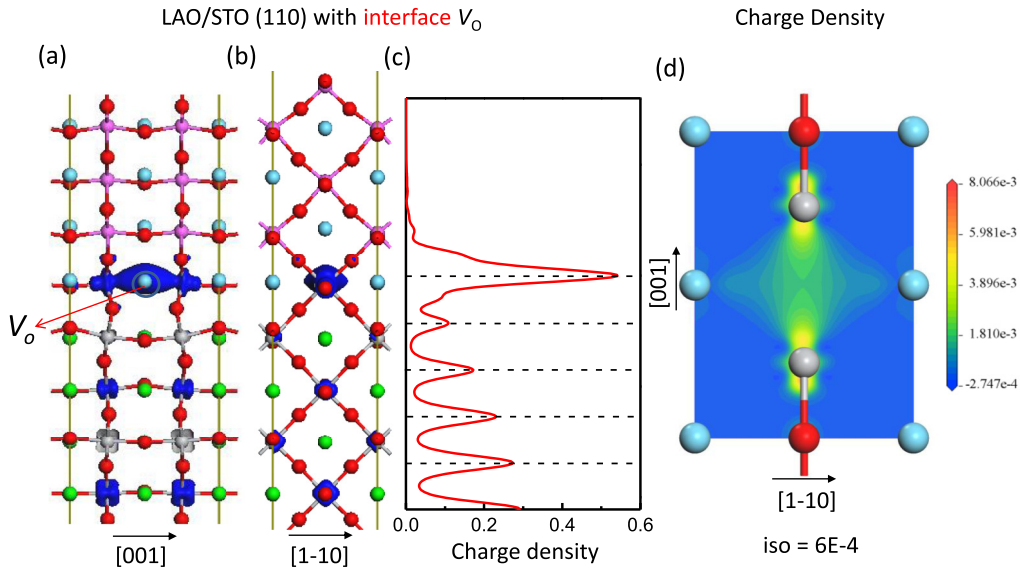 LAO/STO (110) with interface VO
Charge Density
(a)
(b)
(c)
(d)
Vo
[001]
[1-10]
0.0 0.2 0.4 0.6
Charge density
[001]
[1-10]
iso = 6E-4
8.066e-3
5.981e-3
3.896e-3
1.810e-3
-2.747e-4